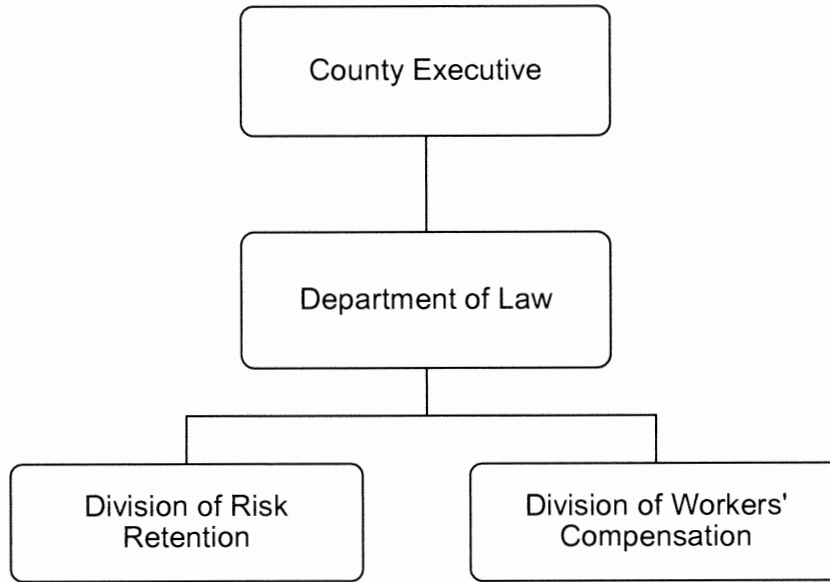 County Executive
Department of Law
Division of Risk
Retention
Division of Workers'
Compensation